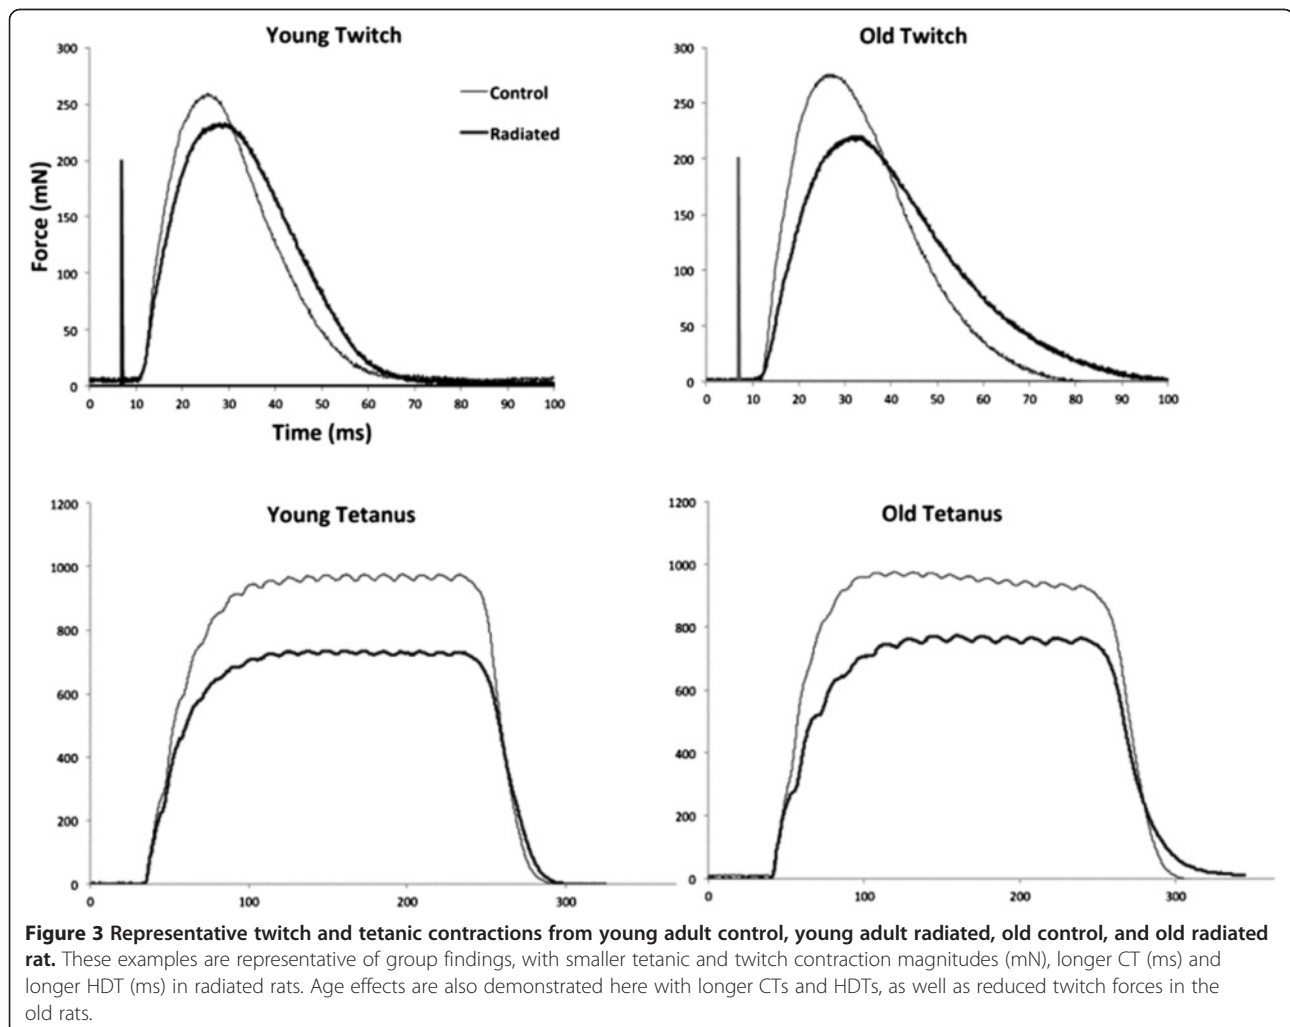 Young Twitch
300
250
200
150
100
50
0
Force (mN)
Control
Radiated
0 10 20 30 40 50 60 70 80 90 100
Time (ms)
Old Twitch
300
250
200
150
100
50
0
0 10 20 30 40 50 60 70 80 90 100
Young Tetanus
1200
1000
800
600
400
200
0
0 100 200 300
Old Tetanus
1200
1000
800
600
400
200
0
0 100 200 300
Figure 3 Representative twitch and tetanic contractions from young adult control, young adult radiated, old control, and old radiated
rat. These examples are representative of group findings, with smaller tetanic and twitch contraction magnitudes (mN), longer CT (ms) and
longer HDT (ms) in radiated rats. Age effects are also demonstrated here with longer CTs and HDTs, as well as reduced twitch forces in the
old rats.